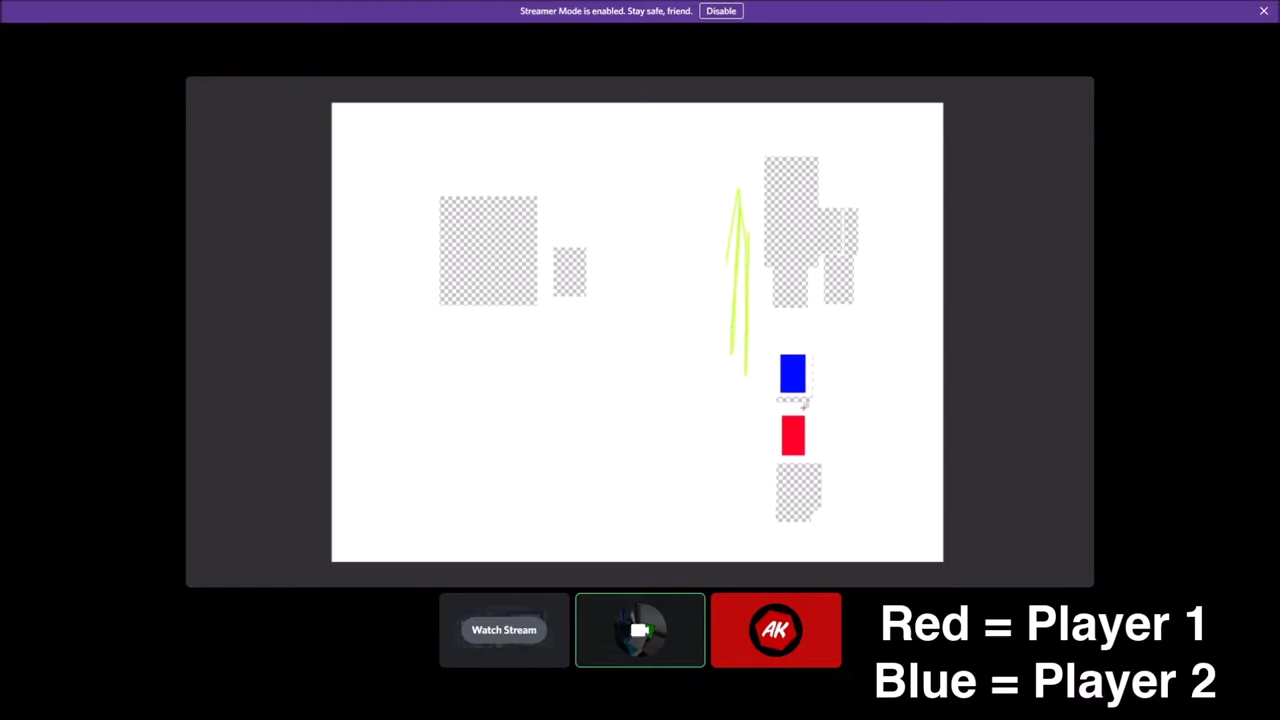 Streamer Mode is enabled. Stay safe, friend. Disable
Watch Stream
AK
Red = Player 1
Blue = Player 2